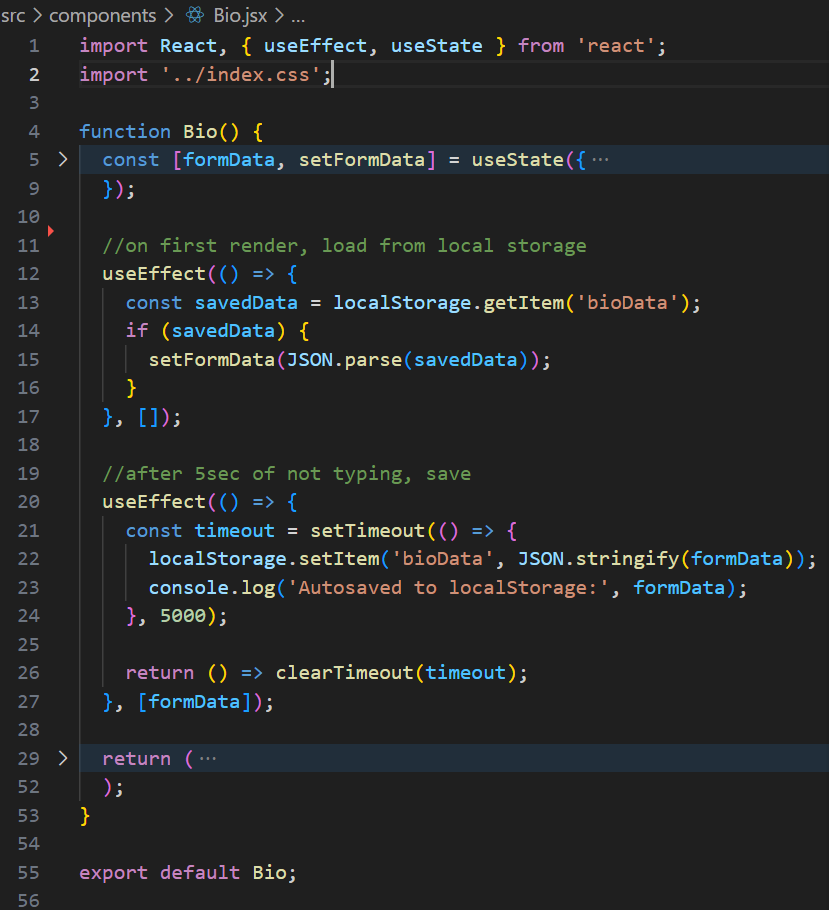 src > components > Bio.jsx > ...
1 import React, { useEffect, useState } from 'react';
2 import '../index.css';
3
4 function Bio() {
5 > const [formData, setFormData] = useState({ ···
9 });
10
11 //on first render, load from local storage
12 useEffect(() => {
13 const savedData = localStorage.getItem('bioData');
14 if (savedData) {
15 setFormData(JSON.parse(savedData));
16 }
17 }, []);
18
19 //after 5sec of not typing, save
20 useEffect(() => {
21 const timeout = setTimeout(() => {
22 localStorage.setItem('bioData', JSON.stringify(formData));
23 console.log('Autosaved to localStorage:', formData);
24 }, 5000);
25
26 return () => clearTimeout(timeout);
27 }, [formData]);
28
29 > return ( ···
52 );
53 }
54
55 export default Bio;
56